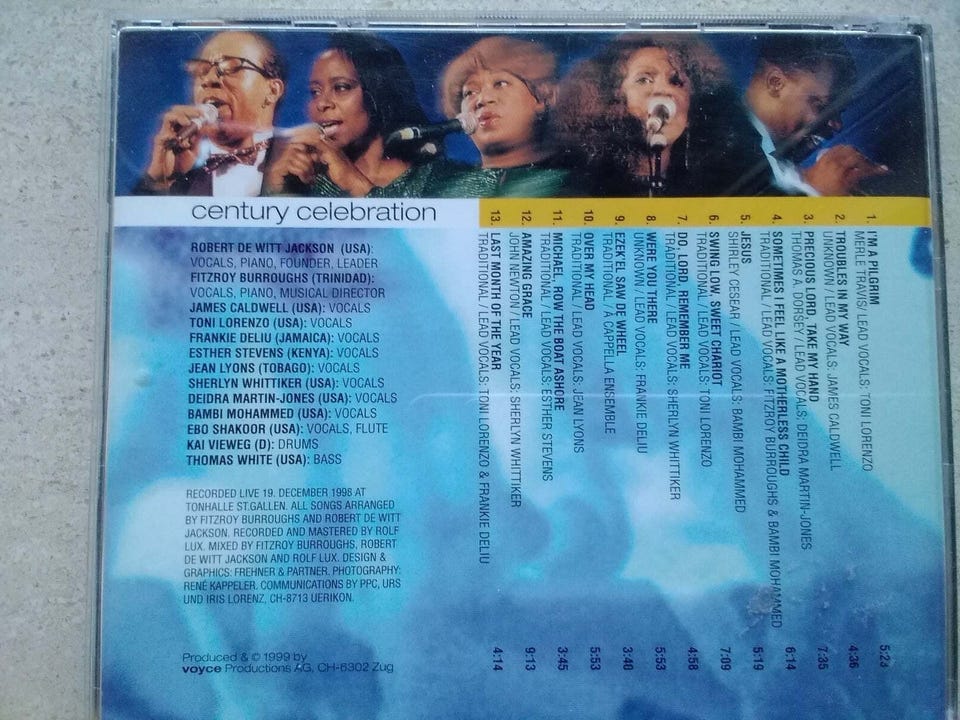 century celebration
ROBERT DE WITT JACKSON (USA):
VOCALS, PIANO, FOUNDER, LEADER
FITZROY BURROUGHS (TRINIDAD):
VOCALS, PIANO, MUSICAL DIRECTOR
JAMES CALDWELL (USA): VOCALS
TONI LORENZO (USA): VOCALS
FRANKIE DELIU (JAMAICA): VOCALS
ESTHER STEVENS (KENYA): VOCALS
JEAN LYONS (TOBAGO): VOCALS
SHERLYN WHITTIKER (USA): VOCALS
DEIDRA MARTIN-JONES (USA): VOCALS
BAMBI MOHAMMED (USA): VOCALS
EBO SHAKOOR (USA): VOCALS, FLUTE
KAI VIEWEG (D): DRUMS
THOMAS WHITE (USA): BASS
RECORDED LIVE 19. DECEMBER 1998 AT
TONHALLE ST.GALLEN. ALL SONGS ARRANGED
BY FITZROY BURROUGHS AND ROBERT DE WITT
JACKSON. RECORDED AND MASTERED BY ROLF
LUX. MIXED BY FITZROY BURROUGHS, ROBERT
DE WITT JACKSON AND ROLF LUX. DESIGN &
GRAPHICS: FREHNER & PARTNER. PHOTOGRAPHY:
RENÉ KAPPELER. COMMUNICATIONS BY PPC, URS
UND IRIS LORENZ, CH-8713 UERIKON.
Produced & © 1999 by
voyce Productions AG, CH-6302 Zug
1. I'M A PILGRIM 5:23
MERLE TRAVIS/ LEAD VOCALS: TONI LORENZO
2. TROUBLES IN MY WAY 4:36
UNKNOWN / LEAD VOCALS: JAMES CALDWELL
3. PRECIOUS LORD, TAKE MY HAND 7:35
THOMAS A. DORSEY / LEAD VOCALS: DEIDRA MARTIN-JONES
4. SOMETIMES I FEEL LIKE A MOTHERLESS CHILD 6:14
TRADITIONAL / LEAD VOCALS: FITZROY BURROUGHS & BAMBI MOHAMMED
5. JESUS 5:19
SHIRLEY CESEAR / LEAD VOCALS: BAMBI MOHAMMED
6. SWING LOW, SWEET CHARIOT 7:09
TRADITIONAL / LEAD VOCALS: TONI LORENZO
7. DO, LORD, REMEMBER ME 4:58
TRADITIONAL / LEAD VOCALS: SHERLYN WHITTIKER
8. WERE YOU THERE 5:53
UNKNOWN / LEAD VOCALS: FRANKIE DELIU
9. EZEK'EL SAW DE WHEEL 3:40
TRADITIONAL / À CAPPELLA ENSEMBLE
10. OVER MY HEAD 5:53
TRADITIONAL / LEAD VOCALS: JEAN LYONS
11. MICHAEL, ROW THE BOAT ASHORE 3:45
TRADITIONAL / LEAD VOCALS: ESTHER STEVENS
12. AMAZING GRACE 9:13
JOHN NEWTON / LEAD VOCALS: SHERLYN WHITTIKER
13. LAST MONTH OF THE YEAR 4:14
TRADITIONAL / LEAD VOCALS: TONI LORENZO & FRANKIE DELIU